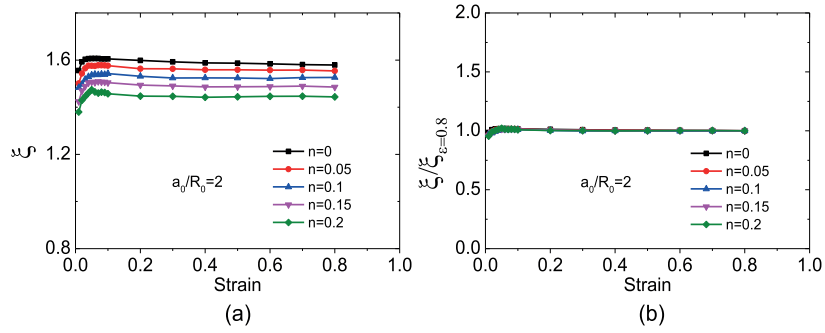 1.6
1.2
0.8
ξ
0.0 0.2 0.4 0.6 0.8 1.0
Strain
a₀/R₀=2
n=0
n=0.05
n=0.1
n=0.15
n=0.2
(a)
2.0
1.5
1.0
0.5
0.0
ξ/ξε=0.8
0.0 0.2 0.4 0.6 0.8 1.0
Strain
a₀/R₀=2
n=0
n=0.05
n=0.1
n=0.15
n=0.2
(b)